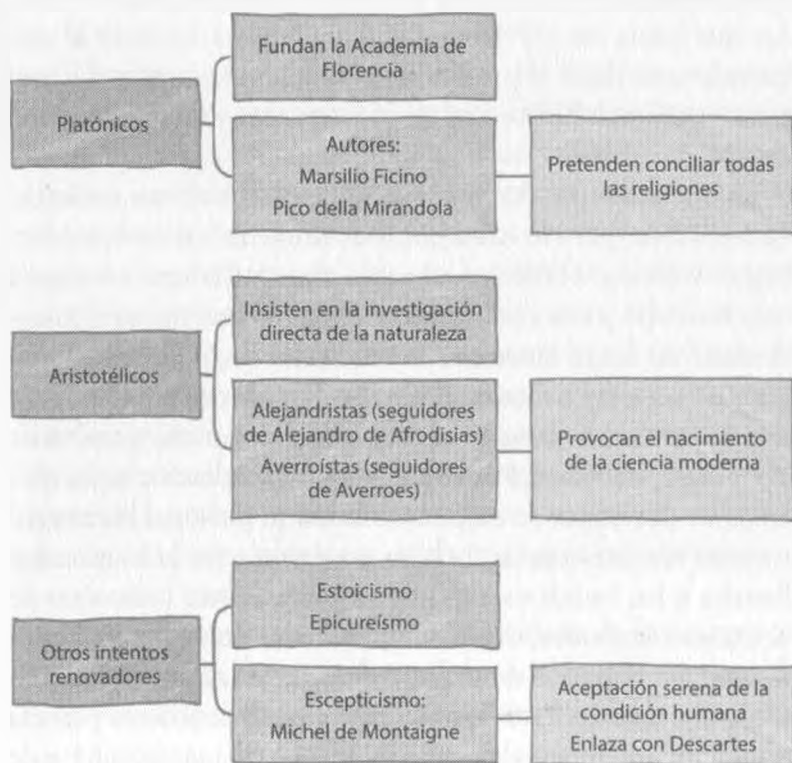 Fundan la Academia de
Florencia
Platónicos
Autores:
Marsilio Ficino
Pico della Mirandola
Pretenden conciliar todas
las religiones
Insisten en la investigación
directa de la naturaleza
Aristotélicos
Alejandristas (seguidores
de Alejandro de Afrodisias)
Averroístas (seguidores
de Averroes)
Provocan el nacimiento
de la ciencia moderna
Estoicismo
Epicureísmo
Otros intentos
renovadores
Escepticismo:
Michel de Montaigne
Aceptación serena de la
condición humana
Enlaza con Descartes